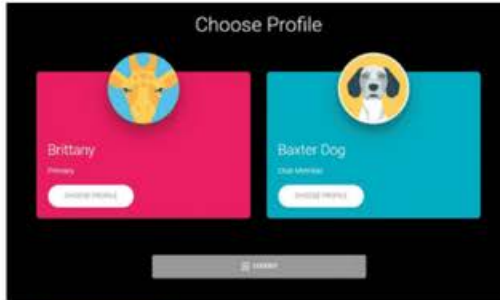 Choose Profile
Brittany
Primary
CHOOSE PROFILE
Baxter Dog
Club Member
CHOOSE PROFILE